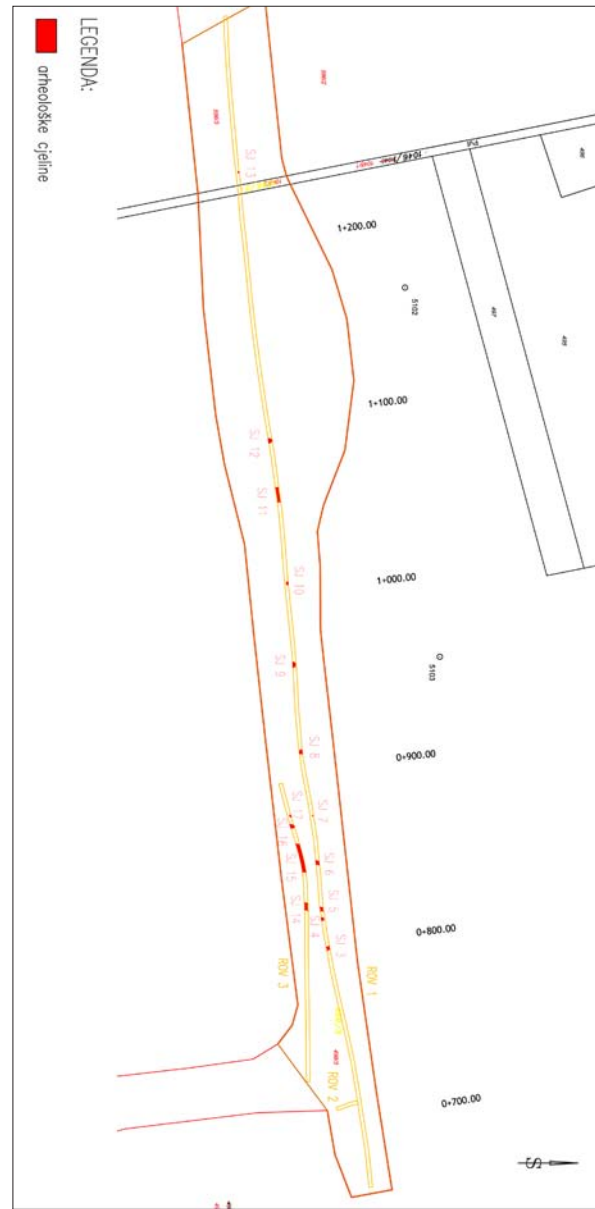 LEGENDA:
arheološke cjeline
1+200.00
5102
1+100.00
1+000.00
5103
0+900.00
0+800.00
0+700.00
SJ 13
SJ 12
SJ 11
SJ 10
SJ 9
SJ 8
SJ 7
SJ 6
SJ 5
SJ 4
SJ 3
SJ 17
SJ 16
SJ 15
SJ 14
ROV 3
ROV 1
ROV 2
S